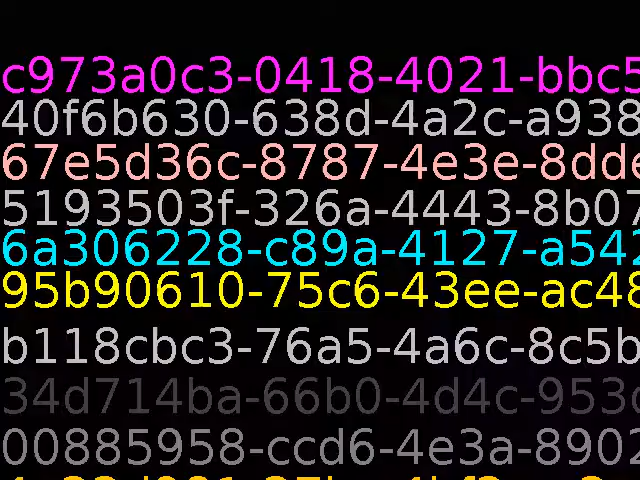 c973a0c3-0418-4021-bbc5
40f6b630-638d-4a2c-a938
67e5d36c-8787-4e3e-8dde
5193503f-326a-4443-8b07
6a306228-c89a-4127-a542
95b90610-75c6-43ee-ac48
b118cbc3-76a5-4a6c-8c5b
34d714ba-66b0-4d4c-953d
00885958-ccd6-4e3a-8902